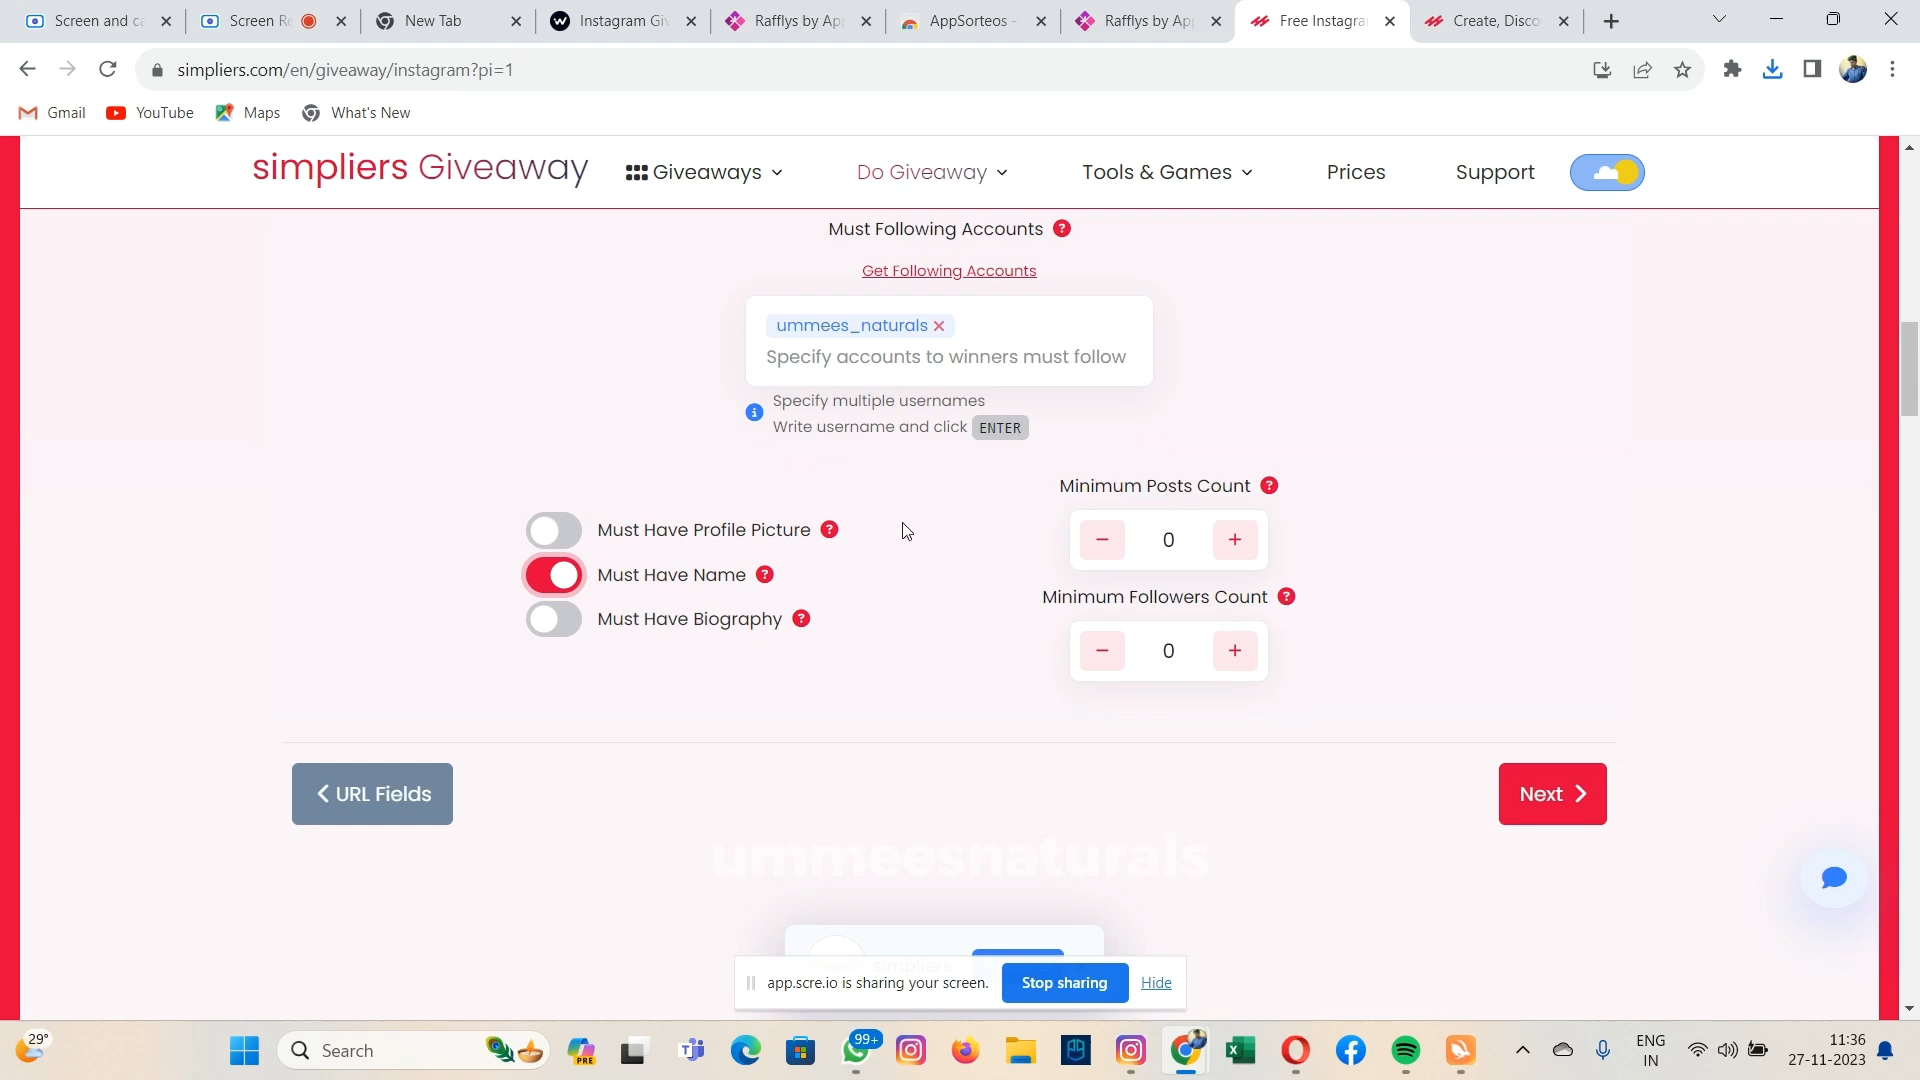 Screen and ca
Screen Re
New Tab
Instagram Giv
Rafflys by Ap
AppSorteos -
Rafflys by Ap
Free Instagra
Create, Disco
simpliers.com/en/giveaway/instagram?pi=1
Gmail
YouTube
Maps
What's New
simpliers Giveaway
Giveaways
Do Giveaway
Tools & Games
Prices
Support
Must Following Accounts ?
Get Following Accounts
ummees_naturals ×
Specify accounts to winners must follow
Specify multiple usernames
Write username and click ENTER
Must Have Profile Picture ?
Must Have Name ?
Must Have Biography ?
Minimum Posts Count ?
− 0 +
Minimum Followers Count ?
− 0 +
URL Fields
Next
ummeesnaturals
simpliers
app.scre.io is sharing your screen.
Stop sharing
Hide
29°
Search
PRE
99+
ENG
IN
11:36
27-11-2023